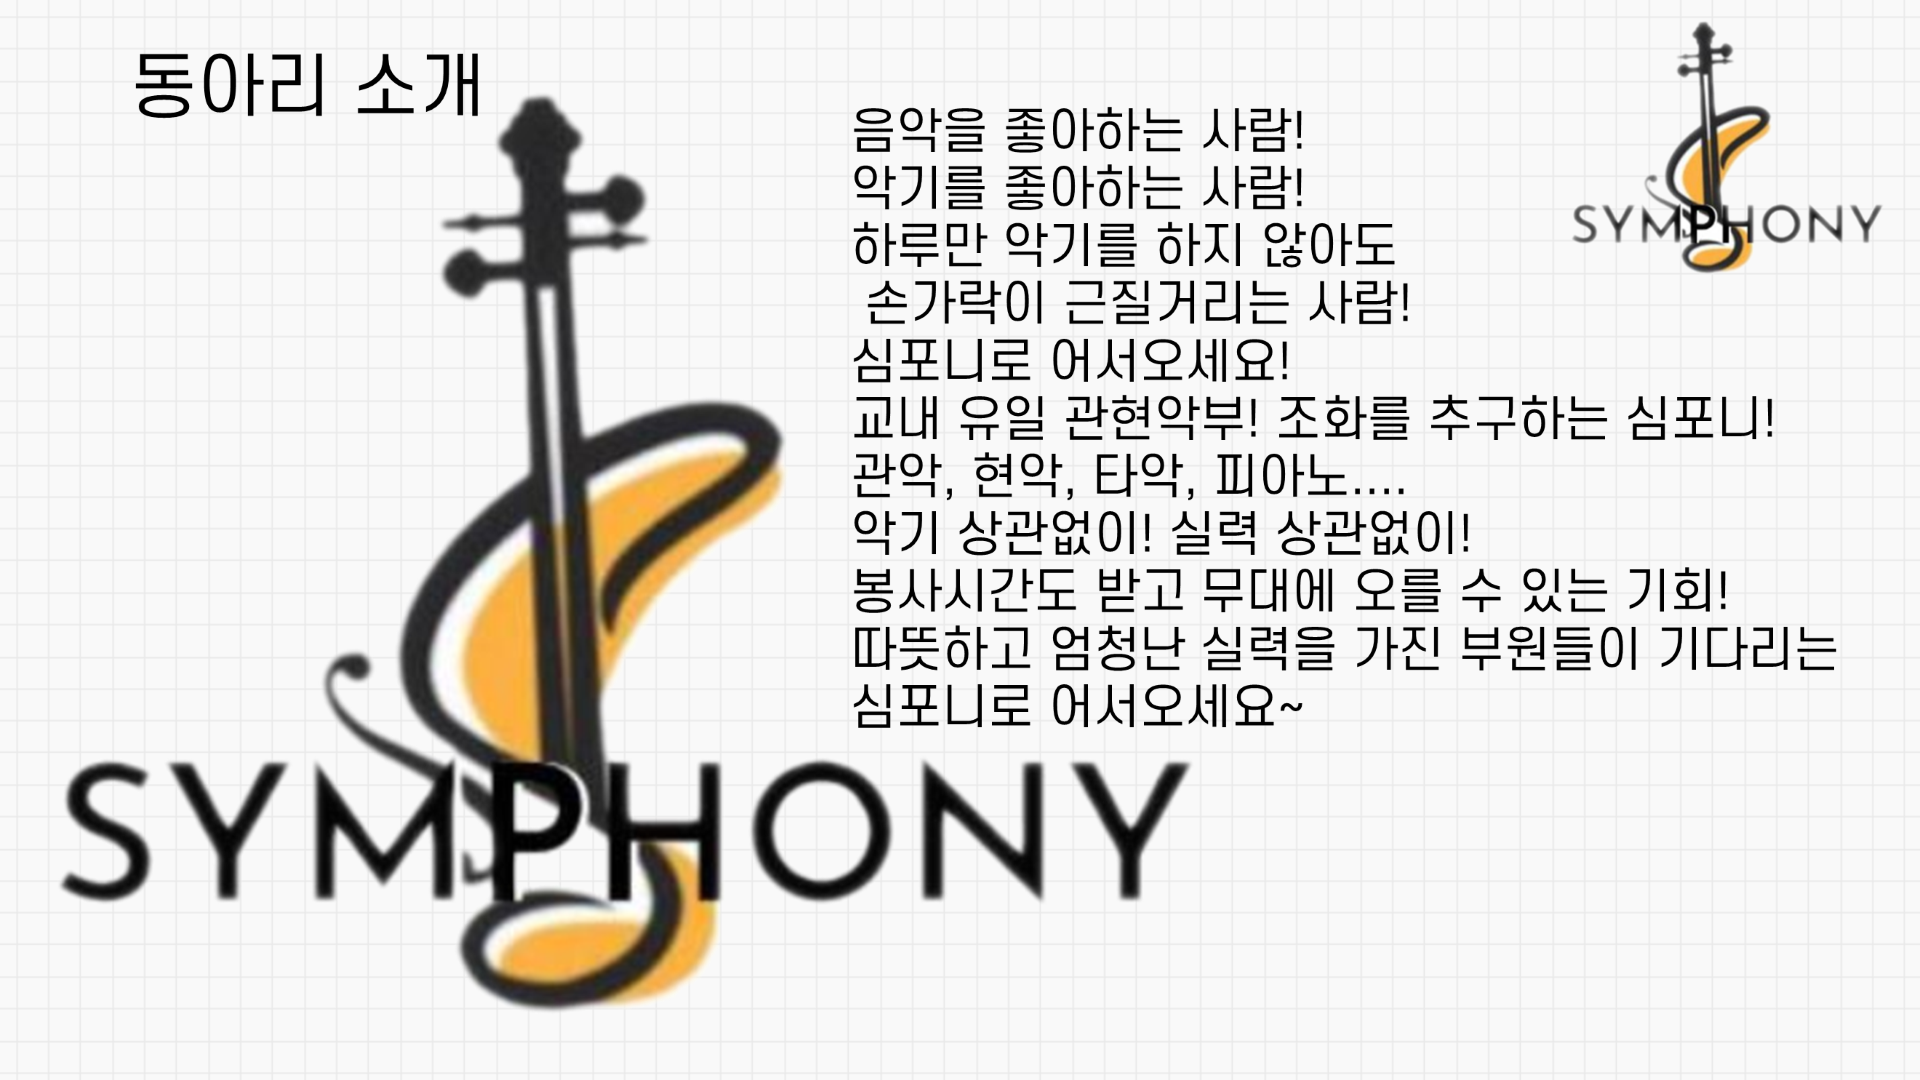 동아리 소개
음악을 좋아하는 사람!
악기를 좋아하는 사람!
하루만 악기를 하지 않아도
손가락이 근질거리는 사람!
심포니로 어서오세요!
교내 유일 관현악부! 조화를 추구하는 심포니!
관악, 현악, 타악, 피아노....
악기 상관없이! 실력 상관없이!
봉사시간도 받고 무대에 오를 수 있는 기회!
따뜻하고 엄청난 실력을 가진 부원들이 기다리는
심포니로 어서오세요~
SYMPHONY
SYMPHONY